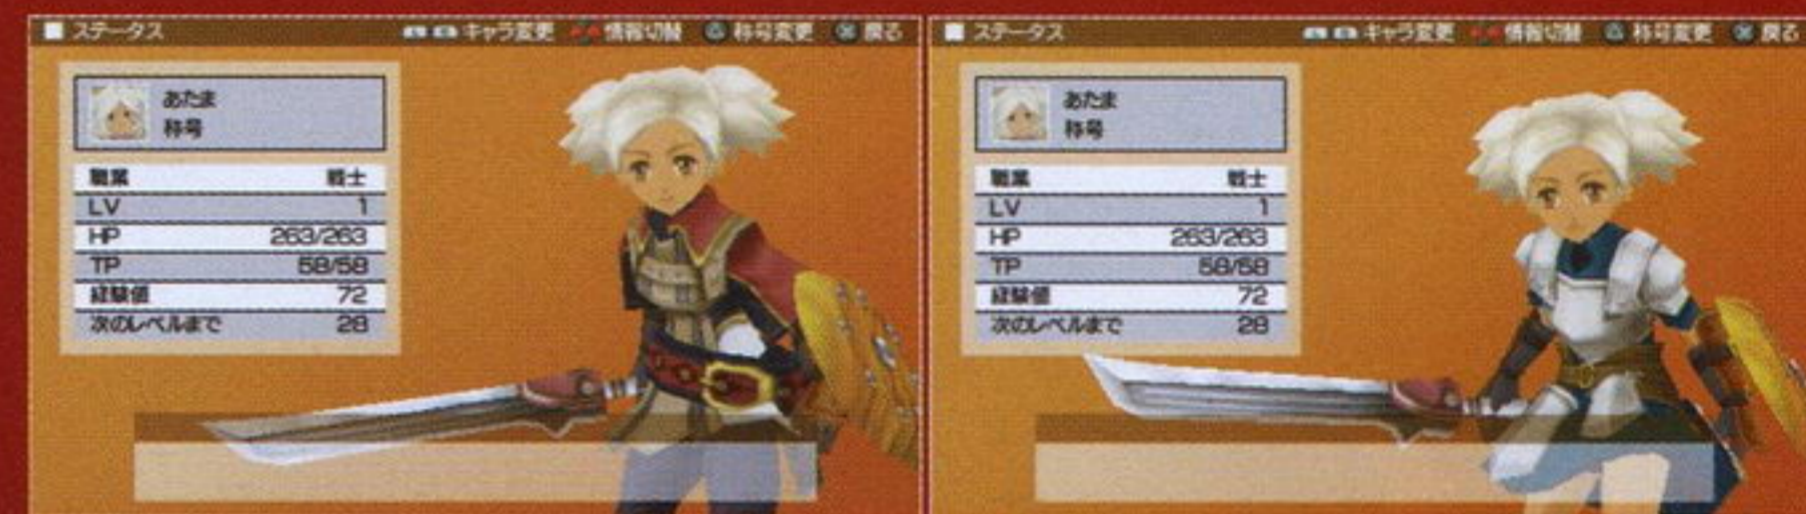 ステータス
L R キャラ変更 情報切替 △ 称号変更 × 戻る
あたま
称号
職業 戦士
LV 1
HP 263/263
TP 58/58
経験値 72
次のレベルまで 28
ステータス
L R キャラ変更 情報切替 △ 称号変更 × 戻る
あたま
称号
職業 戦士
LV 1
HP 263/263
TP 58/58
経験値 72
次のレベルまで 28